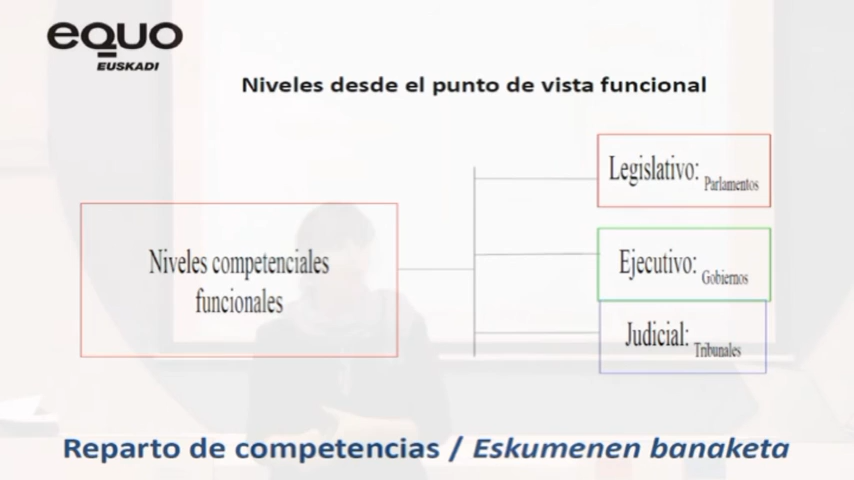 equo
EUSKADI
Niveles desde el punto de vista funcional
Niveles competenciales
funcionales
Legislativo: Parlamentos
Ejecutivo: Gobiernos
Judicial: Tribunales
Reparto de competencias / Eskumenen banaketa